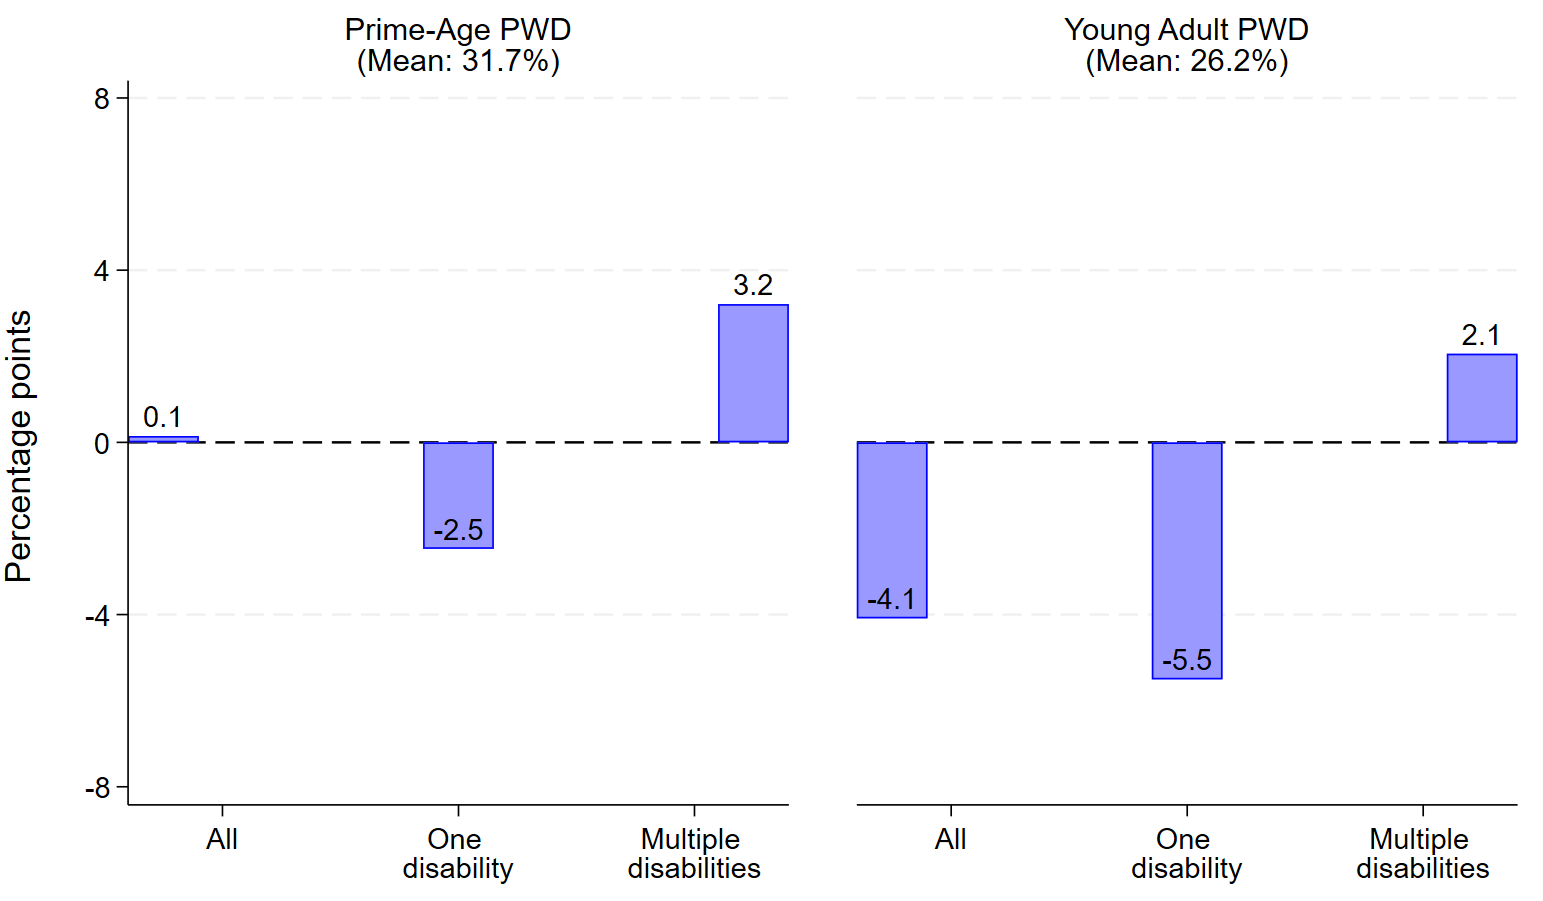 Prime-Age PWD
(Mean: 31.7%)
Young Adult PWD
(Mean: 26.2%)
Percentage points
8
4
0
-4
-8
0.1
-2.5
3.2
-4.1
-5.5
2.1
All
One
disability
Multiple
disabilities
All
One
disability
Multiple
disabilities